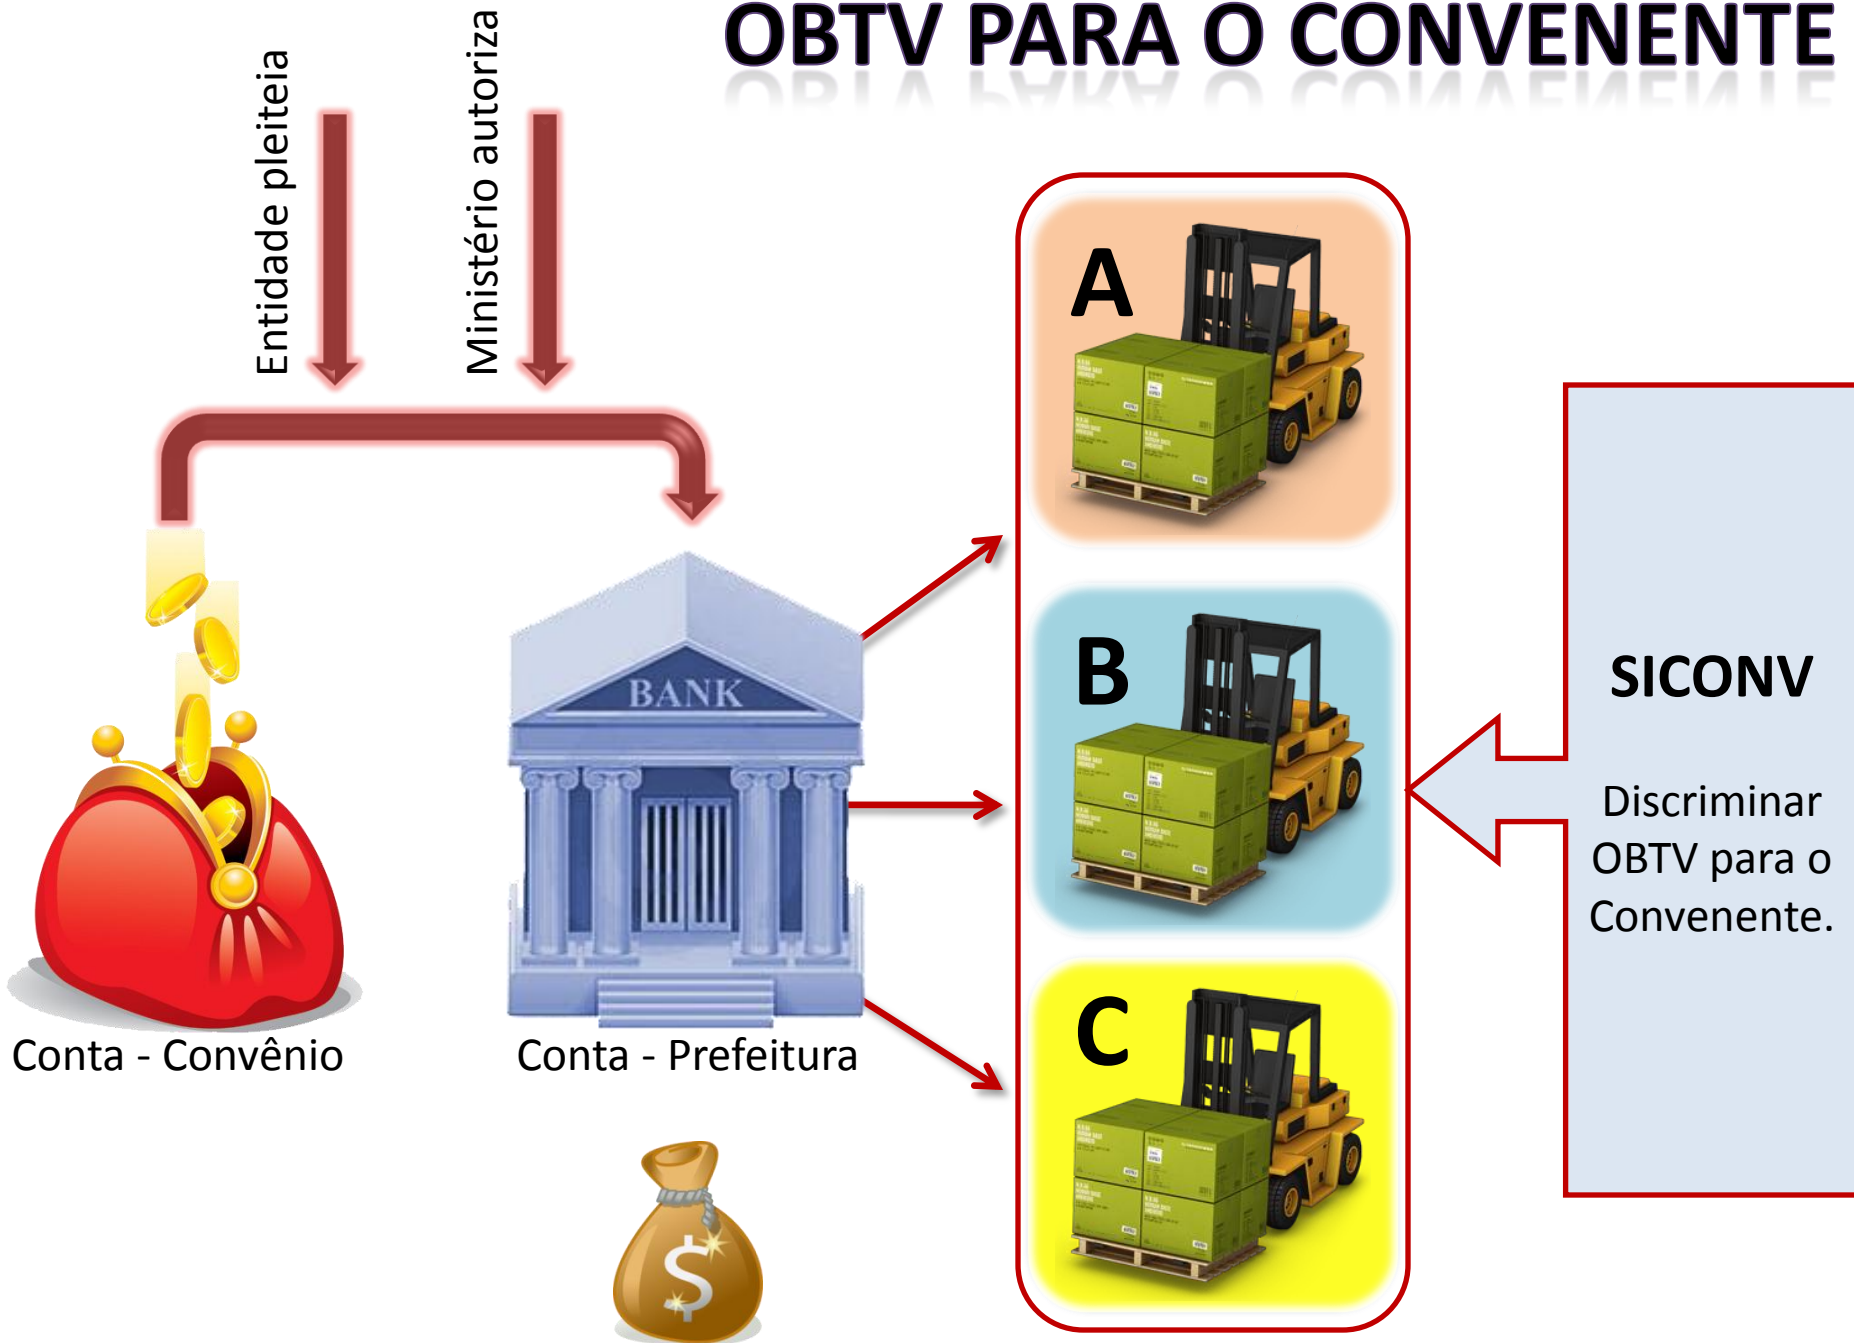 OBTV PARA O CONVENENTE
Entidade pleiteia
Ministério autoriza
A
B
C
BANK
Conta - Convênio
Conta - Prefeitura
$
SICONV
Discriminar
OBTV para o
Convenente.